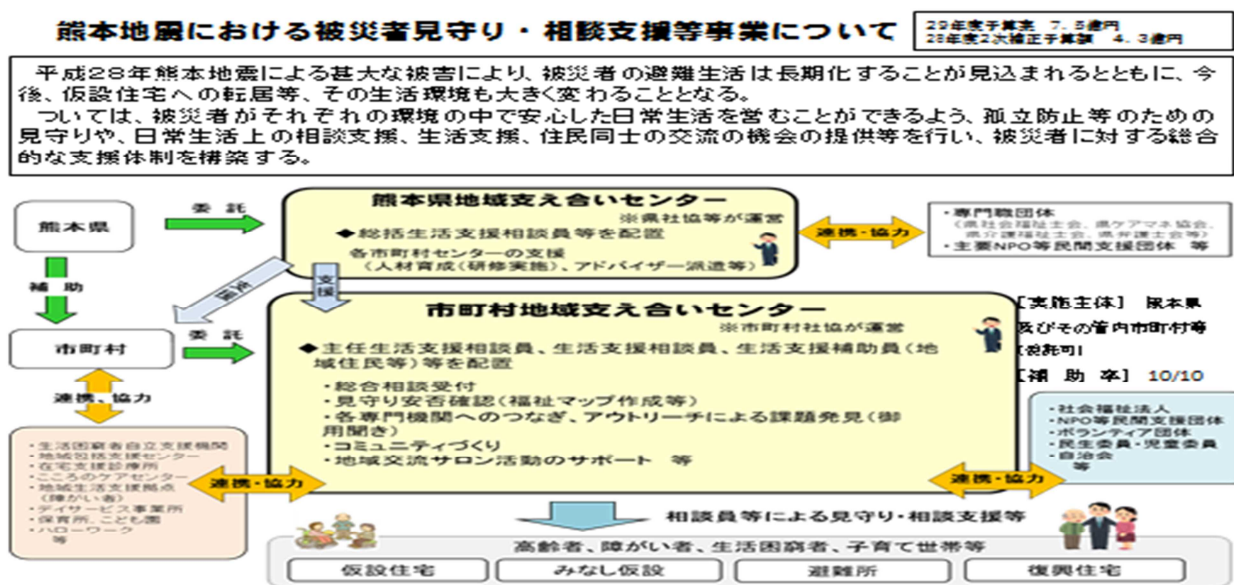 熊本地震における被災者見守り・相談支援等事業について
29年度予算案 7.5億円
28年度2次補正予算額 4.3億円
平成28年熊本地震による甚大な被害により、被災者の避難生活は長期化することが見込まれるとともに、今
後、仮設住宅への転居等、その生活環境も大きく変わることとなる。
ついては、被災者がそれぞれの環境の中で安心した日常生活を営むことができるよう、孤立防止等のための
見守りや、日常生活上の相談支援、生活支援、住民同士の交流の機会の提供等を行い、被災者に対する総合
的な支援体制を構築する。
熊本県
委託
熊本県地域支え合いセンター
※県社協等が運営
◆総括生活支援相談員等を配置
各市町村センターの支援
(人材育成(研修実施)、アドバイザー派遣等)
連携・協力
・専門職団体
(県社会福祉士会、県ケアマネ協会、
県介護福祉士会、県弁護士会等)
・主要NPO等民間支援団体 等
補助
支援
支援
市町村
委託
市町村地域支え合いセンター
※市町村社協が運営
◆主任生活支援相談員、生活支援相談員、生活支援補助員(地
域住民等)等を配置
・総合相談受付
・見守り安否確認(福祉マップ作成等)
・各専門機関へのつなぎ、アウトリーチによる課題発見(御
用聞き)
・コミュニティづくり
・地域交流サロン活動のサポート 等
[実施主体] 熊本県
及びその管内市町村等
(委託可)
[補助率] 10/10
連携、協力
・生活困窮者自立支援機関
・地域包括支援センター
・在宅支援診療所
・こころのケアセンター
・地域生活支援拠点
(障がい者)
・デイサービス事業所
・保育所、こども園
・ハローワーク
等
連携・協力
・社会福祉法人
・NPO等民間支援団体
・ボランティア団体
・民生委員・児童委員
・自治会
等
連携・協力
相談員等による見守り・相談支援等
高齢者、障がい者、生活困窮者、子育て世帯等
仮設住宅
みなし仮設
避難所
復興住宅